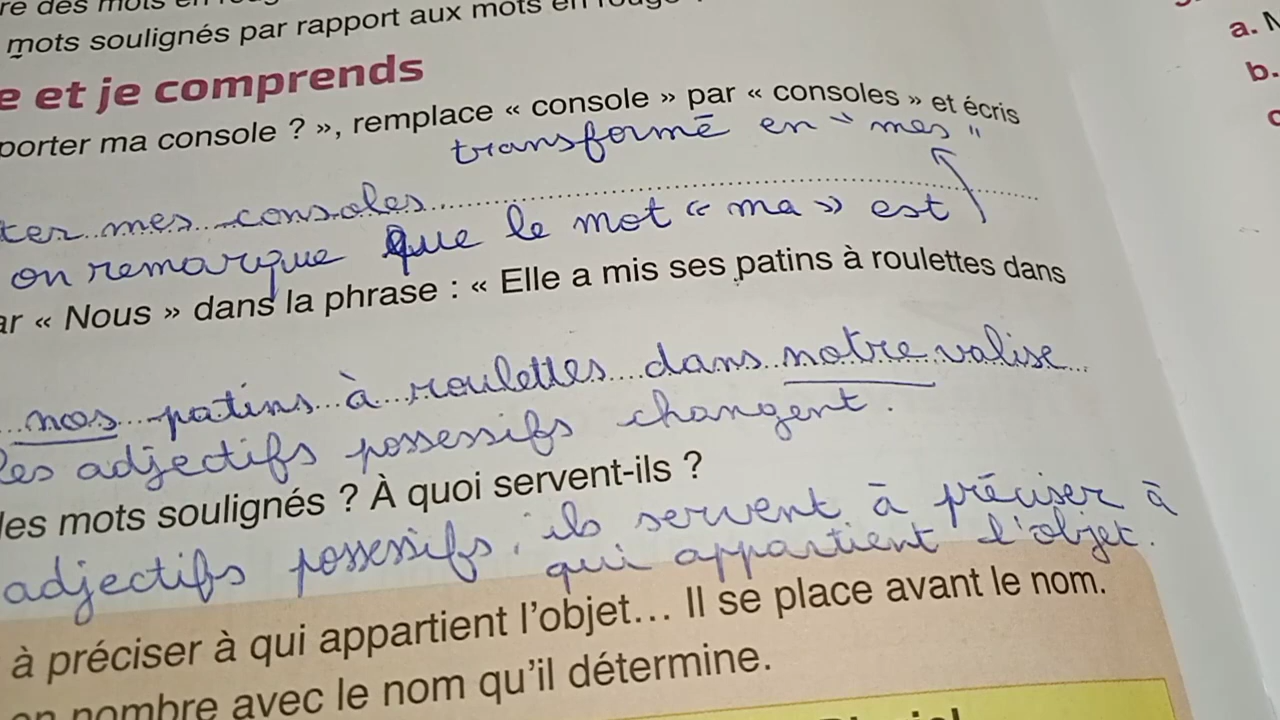 mots soulignés par rapport aux mots en
e et je comprends
porter ma console ? », remplace « console » par « consoles » et écris
transformē en " mes "
ter mes consoles
on remarque que le mot « ma » est
ar « Nous » dans la phrase : « Elle a mis ses patins à roulettes dans
nos patins à roulettes dans notre valise
les adjectifs possessifs changent.
les mots soulignés ? À quoi servent-ils ?
adjectifs possessifs, ils servent à préciser à
qui appartient l'objet.
à préciser à qui appartient l'objet... Il se place avant le nom.
en nombre avec le nom qu'il détermine.
a.
b.